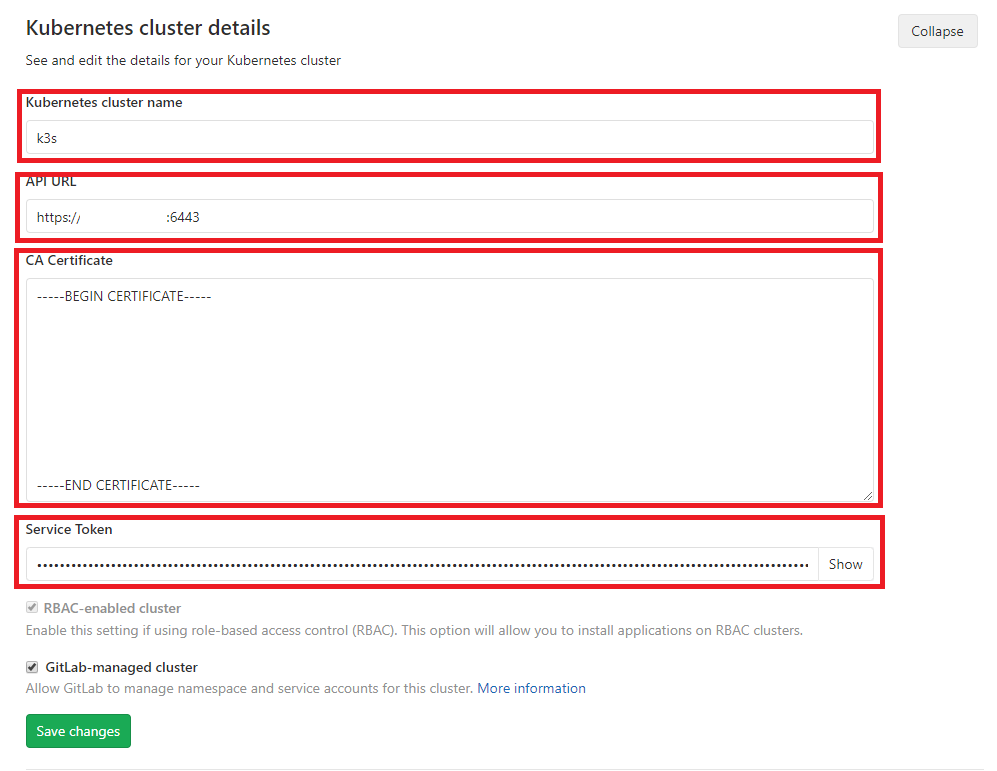 Kubernetes cluster details
Collapse
See and edit the details for your Kubernetes cluster
Kubernetes cluster name
k3s
API URL
https:// :6443
CA Certificate
-----BEGIN CERTIFICATE-----
-----END CERTIFICATE-----
Service Token
Show
RBAC-enabled cluster
Enable this setting if using role-based access control (RBAC). This option will allow you to install applications on RBAC clusters.
GitLab-managed cluster
Allow GitLab to manage namespace and service accounts for this cluster. More information
Save changes